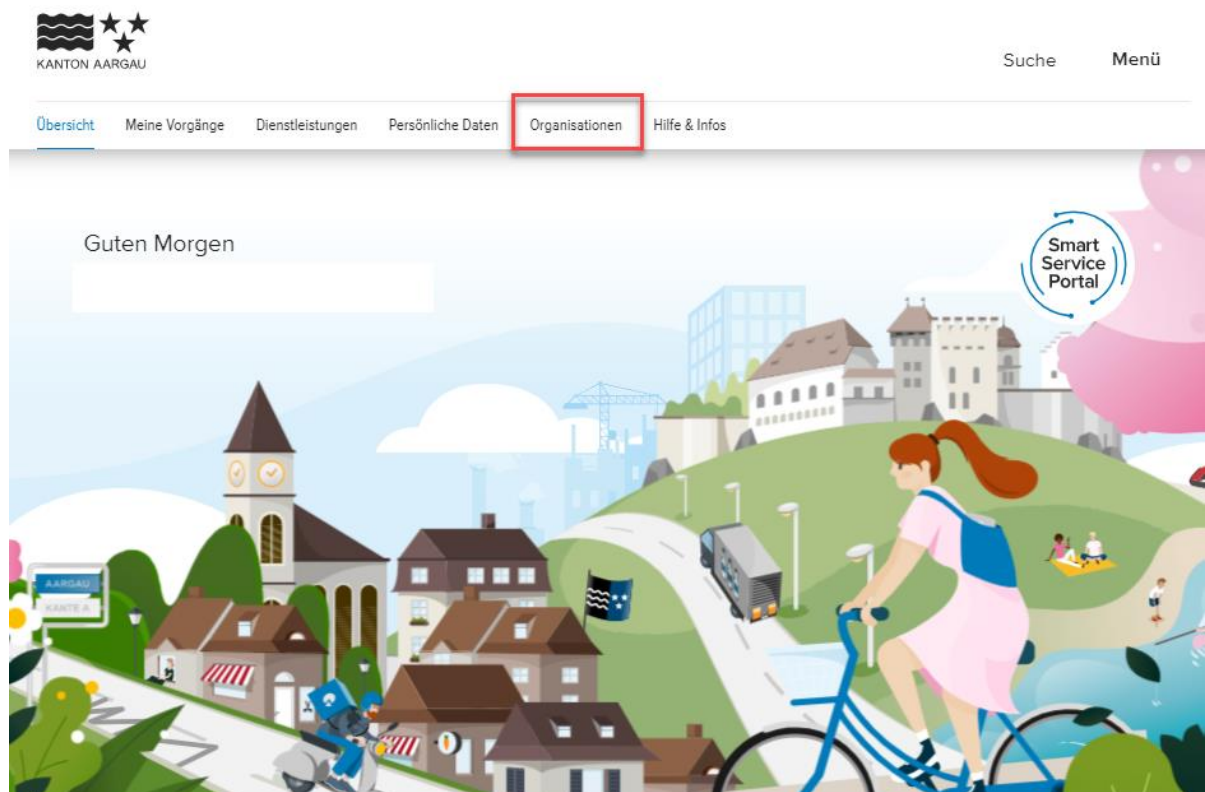 KANTON AARGAU
Suche Menü
Übersicht Meine Vorgänge Dienstleistungen Persönliche Daten Organisationen Hilfe & Infos
Guten Morgen
Smart
Service
Portal
AARGAU
KANTE A